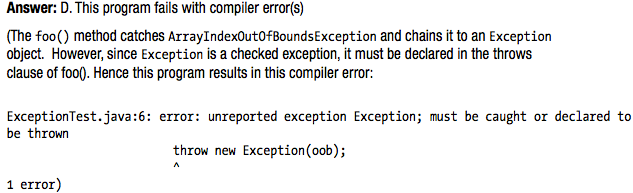 Answer: D. This program fails with compiler error(s)
(The foo() method catches ArrayIndexOutOfBoundsException and chains it to an Exception
object. However, since Exception is a checked exception, it must be declared in the throws
clause of foo(). Hence this program results in this compiler error:
ExceptionTest.java:6: error: unreported exception Exception; must be caught or declared to
be thrown
throw new Exception(oob);
^
1 error)